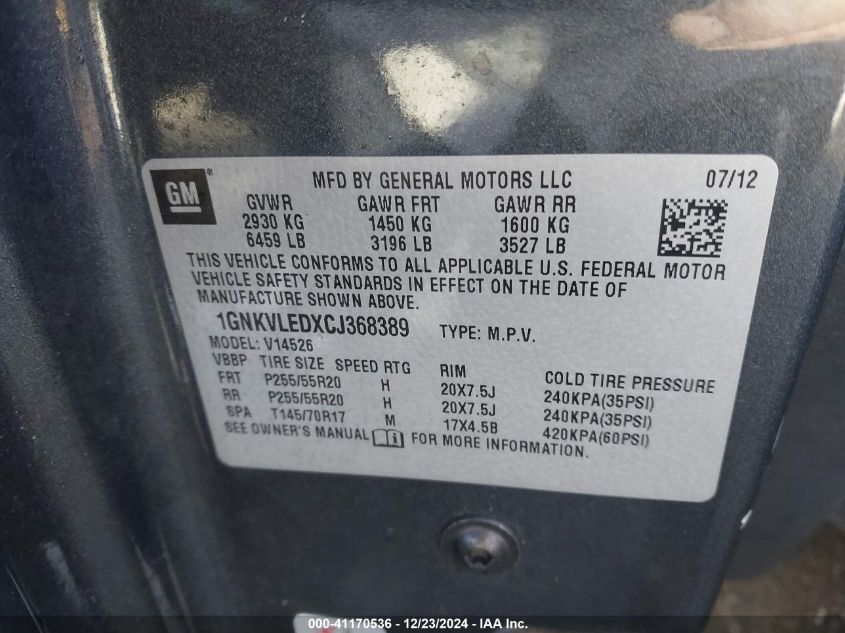 GM ®
MFD BY GENERAL MOTORS LLC 07/12
GVWR GAWR FRT GAWR RR
2930 KG 1450 KG 1600 KG
6459 LB 3196 LB 3527 LB
THIS VEHICLE CONFORMS TO ALL APPLICABLE U.S. FEDERAL MOTOR
VEHICLE SAFETY STANDARDS IN EFFECT ON THE DATE OF
MANUFACTURE SHOWN ABOVE.
1GNKVLEDXCJ368389 TYPE: M.P.V.
MODEL: V14526
VBBP TIRE SIZE SPEED RTG RIM COLD TIRE PRESSURE
FRT P255/55R20 H 20X7.5J 240KPA(35PSI)
RR P255/55R20 H 20X7.5J 240KPA(35PSI)
SPA T145/70R17 M 17X4.5B 420KPA(60PSI)
SEE OWNER'S MANUAL i FOR MORE INFORMATION.
000-41170536 - 12/23/2024 - IAAI.com